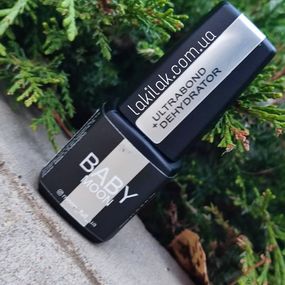 lakilak.com.ua
ULTRABOND
+ DEHYDRATOR
BABY
MOON